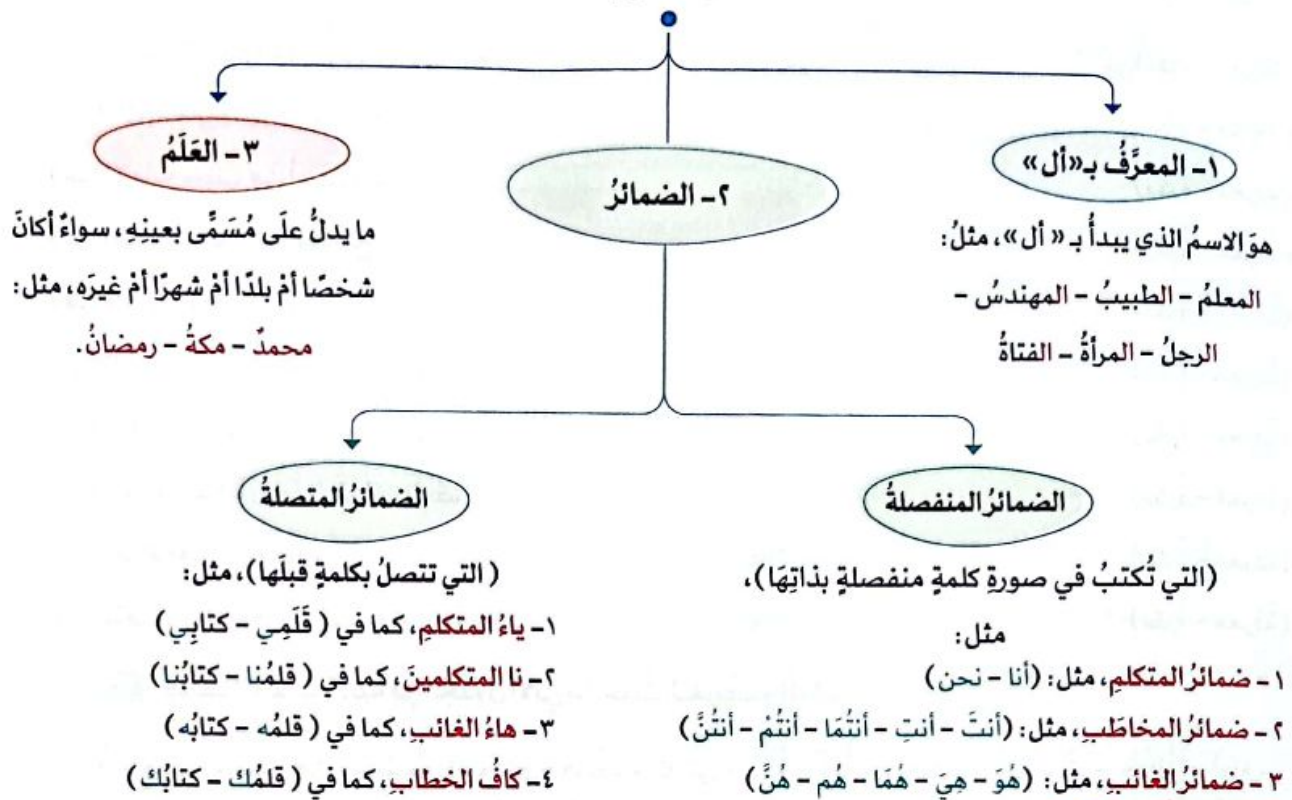 ١- المعرَّفُ بـ«أل»
هوَ الاسمُ الذي يبدأُ بـ « أل»، مثلُ:
المعلمُ - الطبيبُ - المهندسُ -
الرجلُ - المرأةُ - الفتاةُ
٢- الضمائرُ
٣- العَلَمُ
ما يدلُّ علَى مُسَمًّى بعينِهِ، سواءٌ أكانَ
شخصًا أمْ بلدًا أمْ شهرًا أمْ غيرَه، مثل:
محمدٌ - مكةُ - رمضانُ.
الضمائرُ المنفصلةُ
(التي تُكتبُ في صورةِ كلمةٍ منفصلةٍ بذاتِهَا)،
مثل:
١- ضمائرُ المتكلمِ، مثل: (أنا - نحن)
٢- ضمائرُ المخاطَبِ، مثل: (أنتَ - أنتِ - أنتُمَا - أنتُمْ - أنتُنَّ)
٣- ضمائرُ الغائبِ، مثل: (هُوَ - هِيَ - هُمَا - هُم - هُنَّ)
الضمائرُ المتصلةُ
( التي تتصلُ بكلمةٍ قبلَها)، مثل:
١- ياءُ المتكلمِ، كما في ( قَلَمِي - كتابِي)
٢- نا المتكلمينَ، كما في ( قلمُنا - كتابُنا)
٣- هاءُ الغائبِ، كما في ( قلمُه - كتابُه)
٤- كافُ الخطابِ، كما في ( قلمُك - كتابُك)